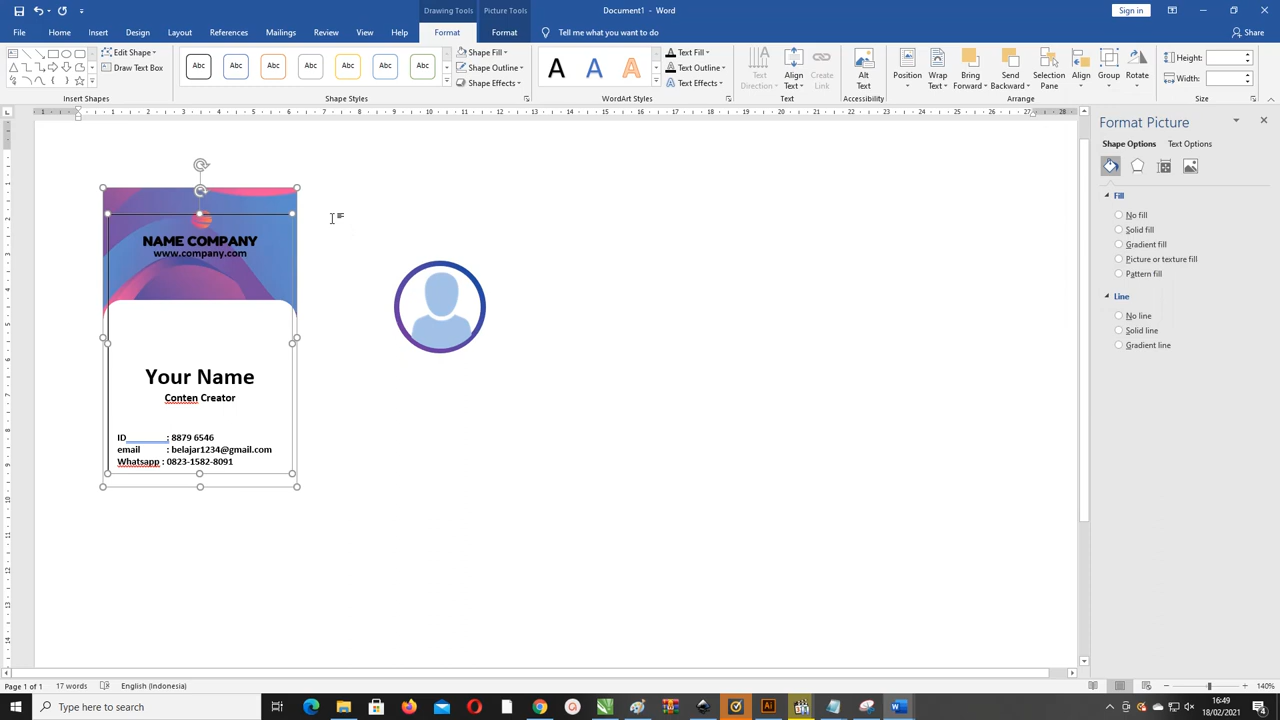 Drawing Tools
Picture Tools
Document1 - Word
Sign in
File
Home
Insert
Design
Layout
References
Mailings
Review
View
Help
Format
Format
Tell me what you want to do
Share
Edit Shape
Draw Text Box
Insert Shapes
Abc
Abc
Abc
Abc
Abc
Abc
Abc
Shape Fill
Shape Outline
Shape Effects
Shape Styles
A
A
A
Text Fill
Text Outline
Text Effects
WordArt Styles
Text Direction
Align Text
Create Link
Text
Alt Text
Accessibility
Position
Wrap Text
Bring Forward
Send Backward
Selection Pane
Align
Group
Rotate
Arrange
Height:
Width:
Size
NAME COMPANY
www.company.com
Your Name
Conten Creator
ID : 8879 6546
email : belajar1234@gmail.com
Whatsapp : 0823-1582-8091
Format Picture
Shape Options
Text Options
Fill
No fill
Solid fill
Gradient fill
Picture or texture fill
Pattern fill
Line
No line
Solid line
Gradient line
Page 1 of 1
17 words
English (Indonesia)
140%
Type here to search
16:49
18/02/2021